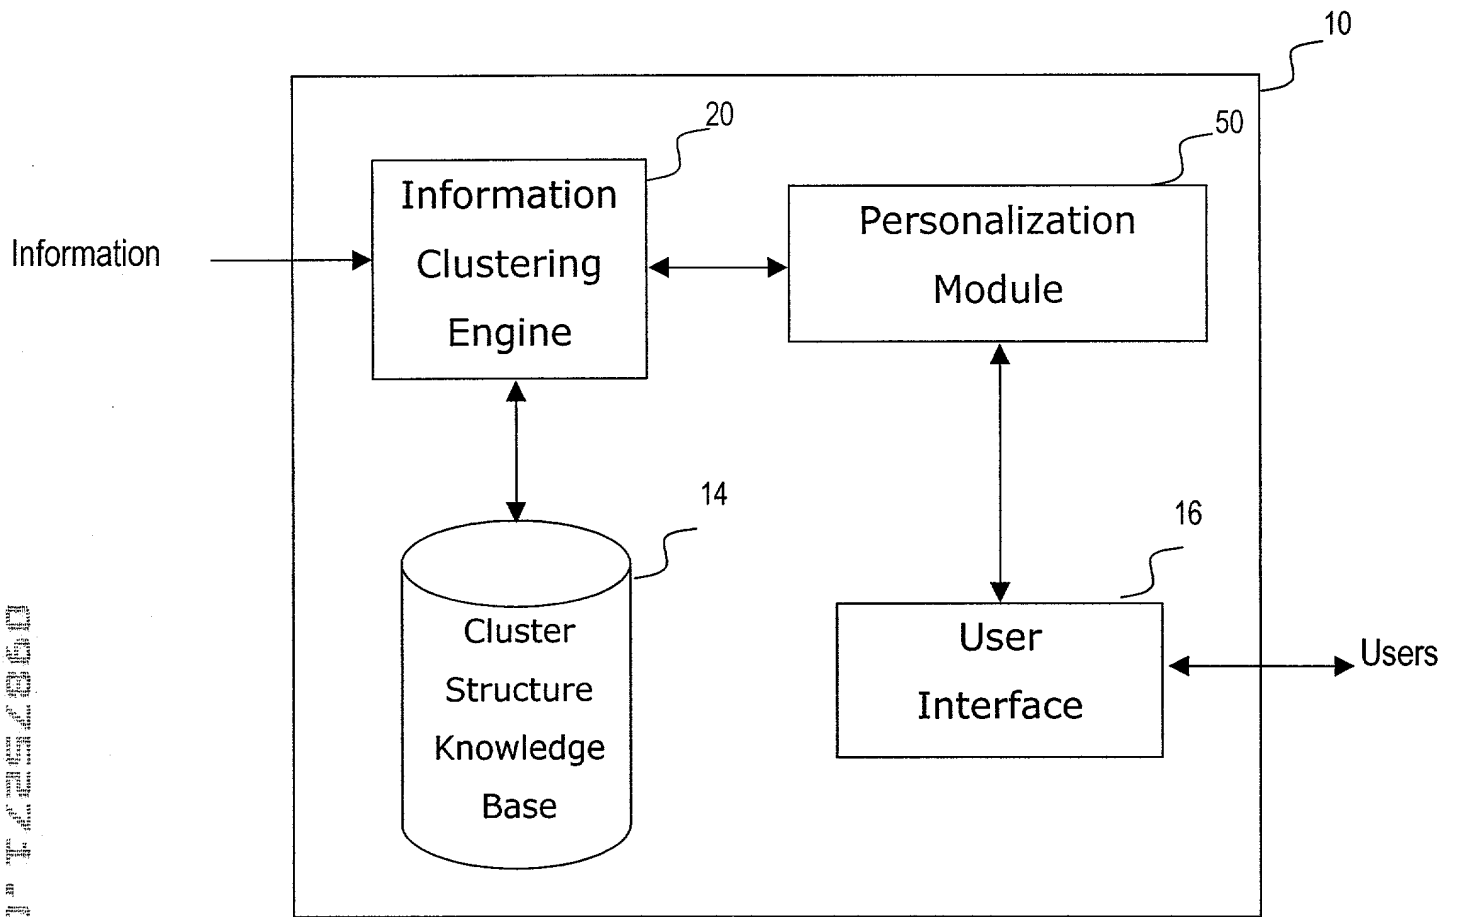 10
20
50
Information
Clustering
Engine
Personalization
Module
Information
14
16
Cluster
Structure
Knowledge
Base
User
Interface
Users